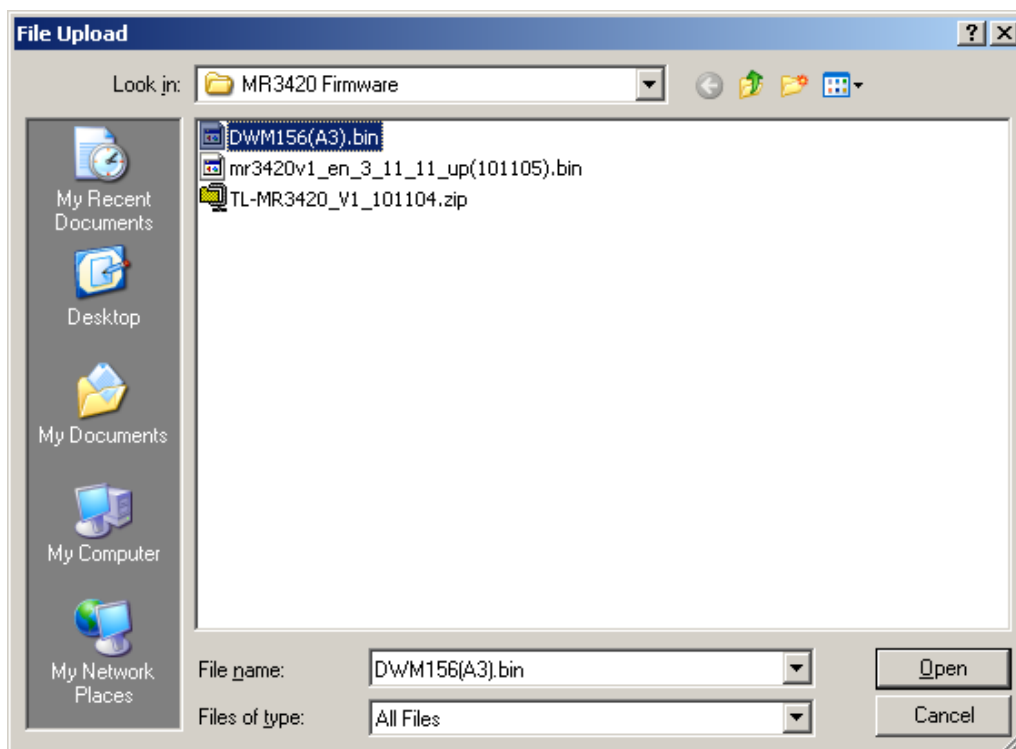 File Upload
Look in:
MR3420 Firmware
DWM156(A3).bin
mr3420v1_en_3_11_11_up(101105).bin
TL-MR3420_V1_101104.zip
My Recent
Documents
Desktop
My Documents
My Computer
My Network
Places
File name:
DWM156(A3).bin
Open
Files of type:
All Files
Cancel